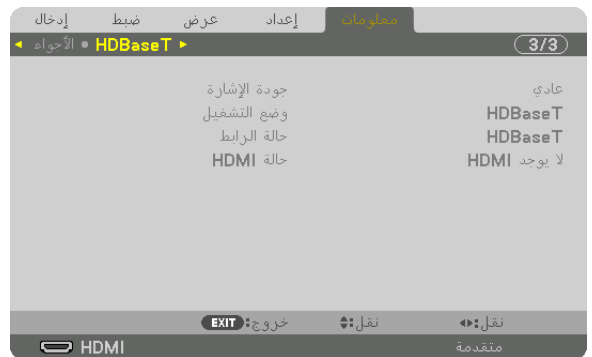 إدخال ضبط عرض إعداد معلومات
◄ الأجواء • HDBaseT ► 3/3
جودة الإشارة عادي
وضع التشغيل HDBaseT
حالة الرابط HDBaseT
حالة HDMI لا يوجد HDMI
EXIT :خروج نقل: نقل:
HDMI متقدمة